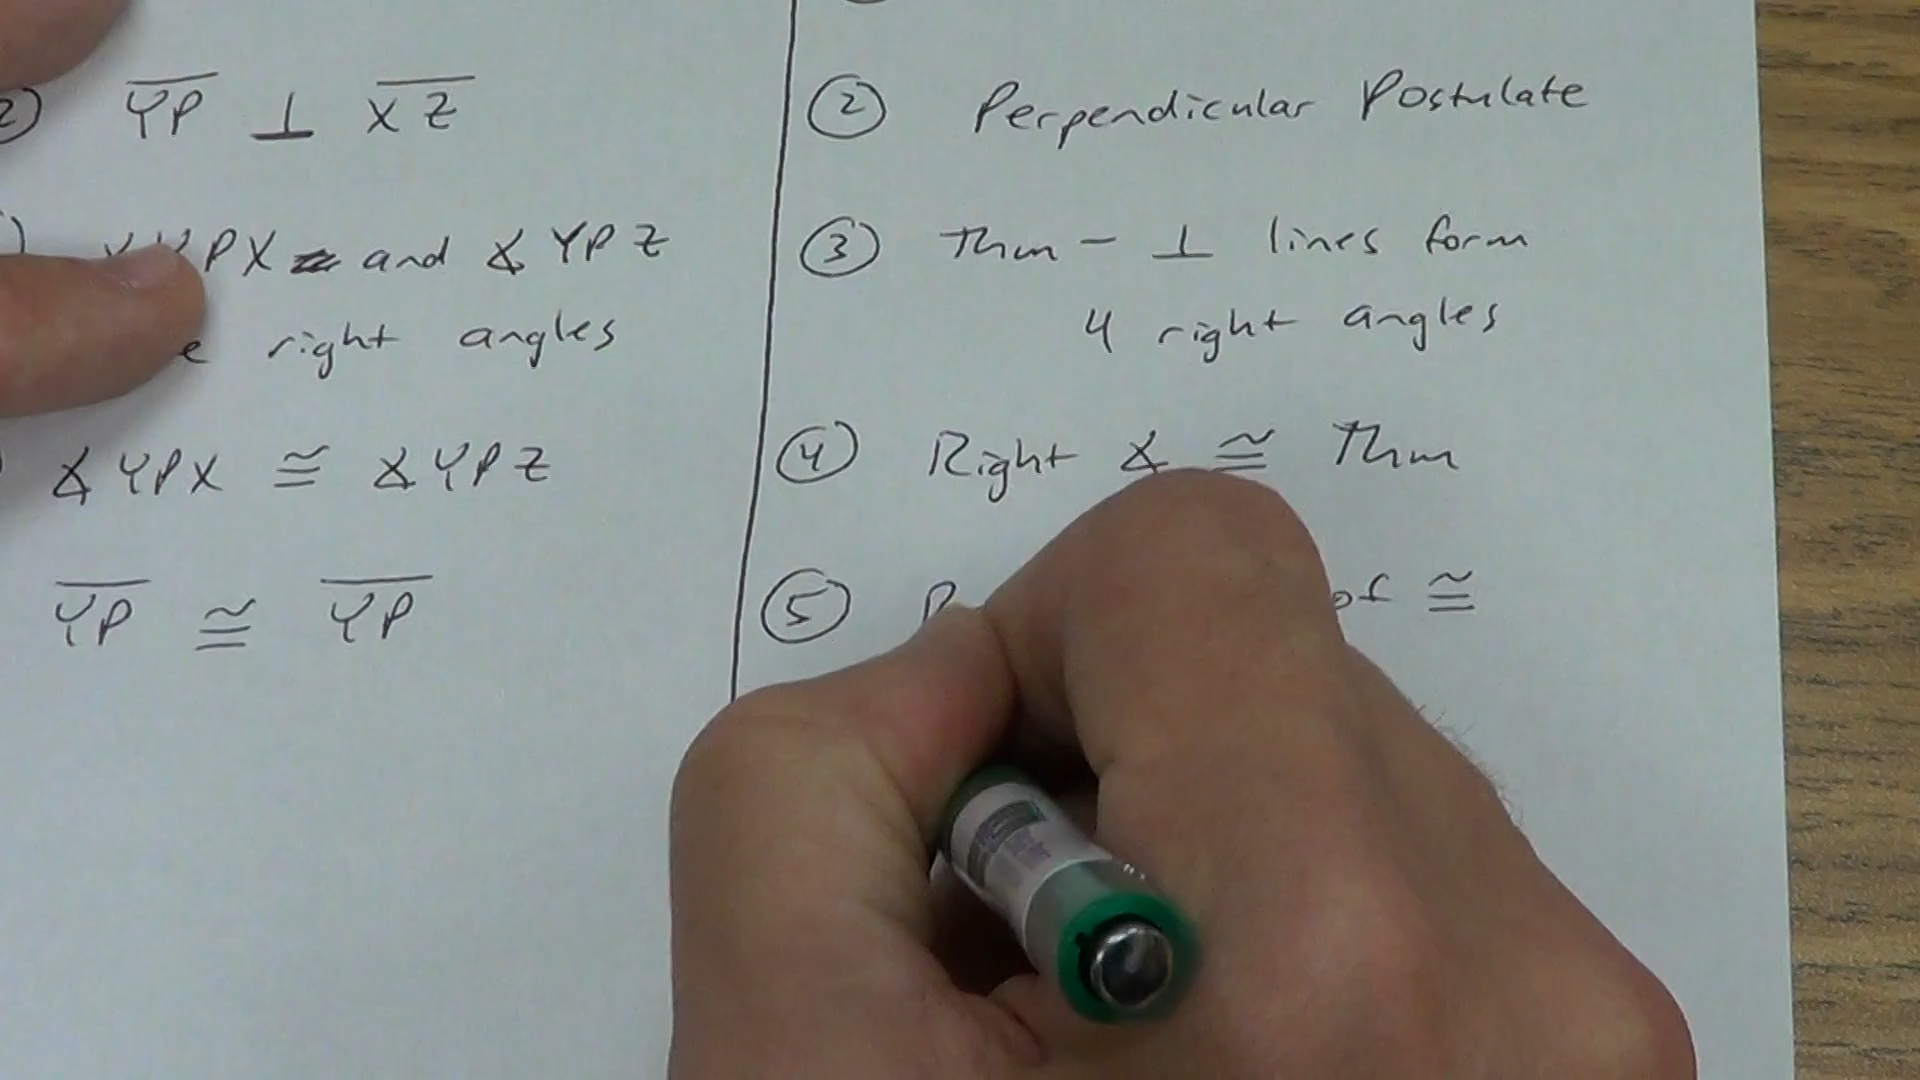 2) YP ⊥ XZ
② Perpendicular Postulate
PX and ∡YPZ
③ Thm - ⊥ lines form
right angles
4 right angles
∡YPX ≅ ∡YPZ
④ Right ∡ ≅ Thm
YP ≅ YP
⑤ of ≅